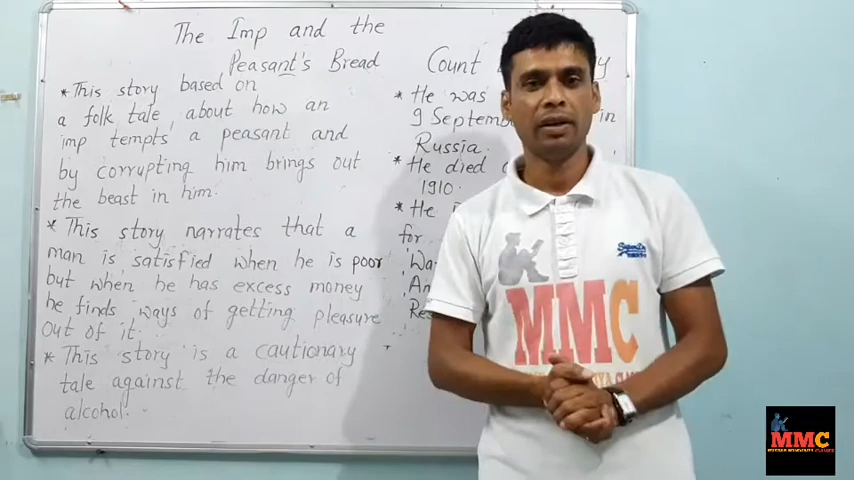 The Imp and the
Peasant's Bread
* This story based on
a folk tale about how an
imp tempts a peasant and
by corrupting him brings out
the beast in him.
* This story narrates that a
man is satisfied when he is poor
but when he has excess money
he finds ways of getting pleasure
out of it.
* This story is a cautionary
tale against the danger of
alcohol.
Count
* He was
9 September in
Russia.
* He died
1910
* He
for
SuperDry
MMC
MMC